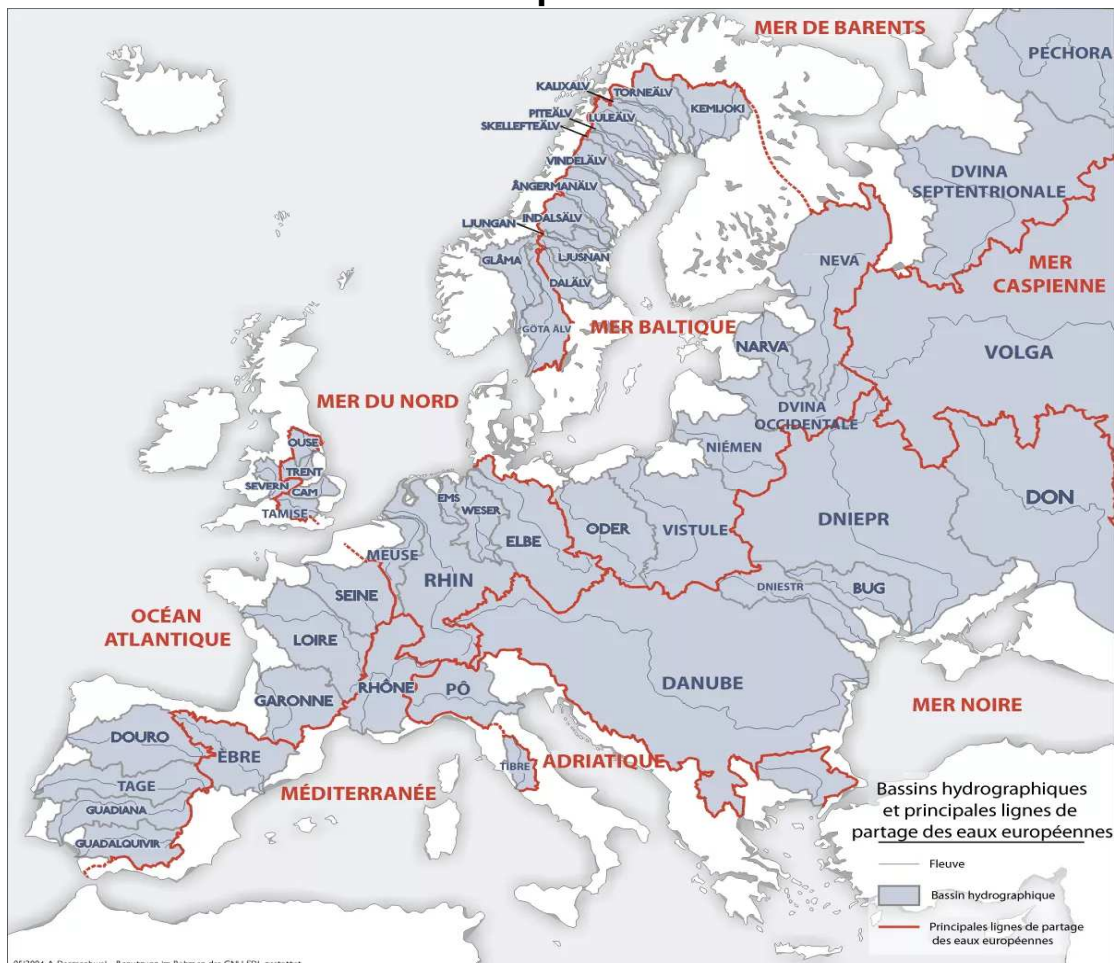 MER DE BARENTS
PECHORA
KALIXALV
TORNEÄLV
KEMIJOKI
PITEÄLV
LULEÄLV
SKELLEFTEÄLV
VINDELÄLV
DVINA
SEPTENTRIONALE
ÅNGERMANÄLV
INDALSÄLV
LJUNGAN
GLÅMA
LJUSNAN
NEVA
MER
CASPIENNE
DALÄLV
GÖTA ÄLV
MER BALTIQUE
NARVA
VOLGA
MER DU NORD
DVINA
OCCIDENTALE
OUSE
NIÉMEN
TRENT
SEVERN
CAM
TAMISE
EMS
WESER
ODER
VISTULE
DNIEPR
DON
ELBE
MEUSE
RHIN
DNIESTR
BUG
SEINE
OCÉAN
ATLANTIQUE
LOIRE
GARONNE
RHÔNE
PÔ
DANUBE
MER NOIRE
DOURO
ÈBRE
TIBRE
ADRIATIQUE
TAGE
MÉDITERRANÉE
GUADIANA
GUADALQUIVIR
Bassins hydrographiques
et principales lignes de
partage des eaux européennes
Fleuve
Bassin hydrographique
Principales lignes de partage
des eaux européennes